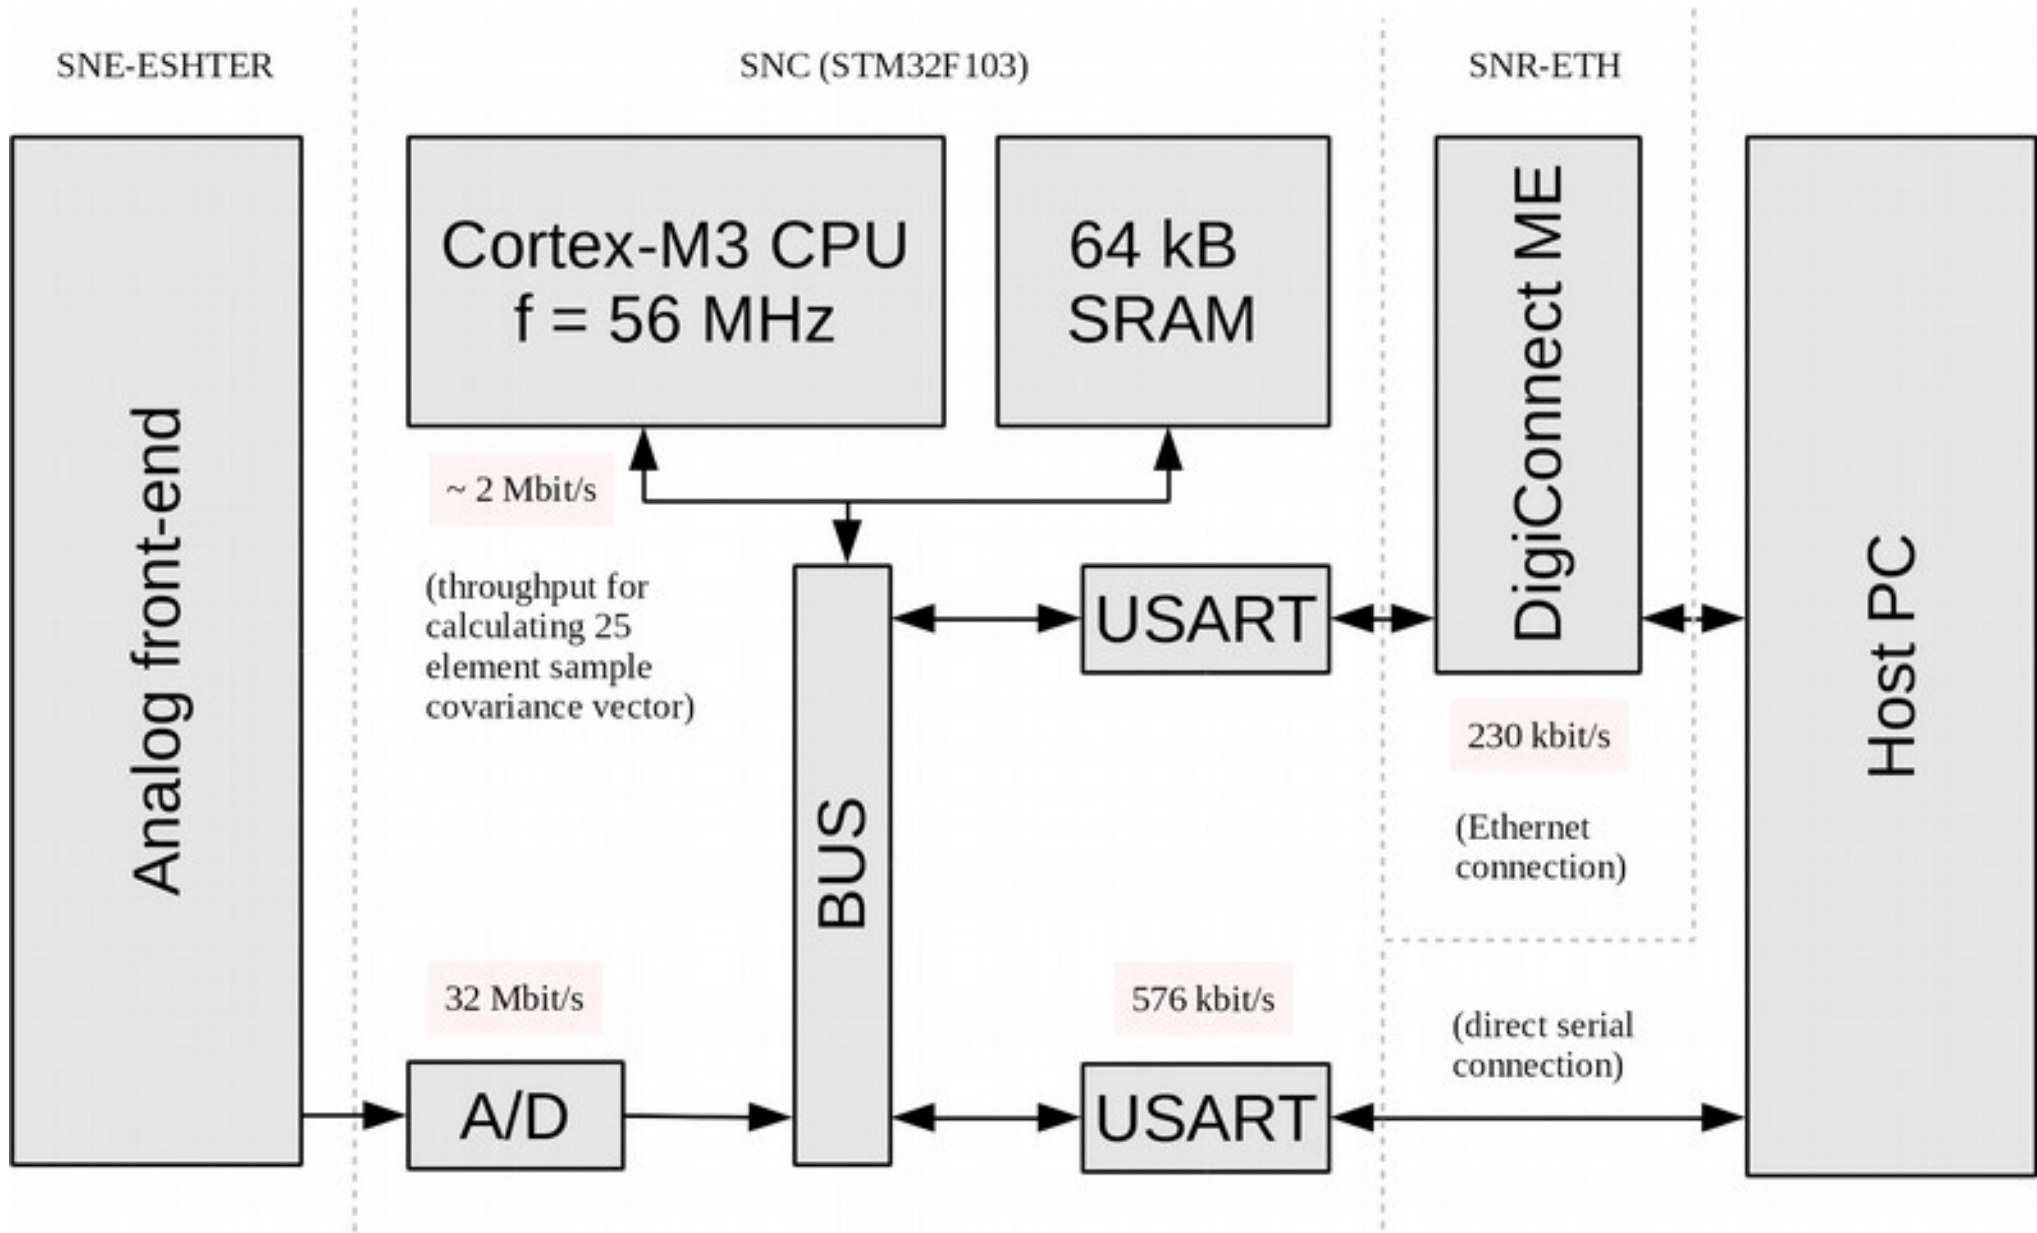 SNE-ESHTER
SNC (STM32F103)
SNR-ETH
Analog front-end
Cortex-M3 CPU
f = 56 MHz
64 kB
SRAM
DigiConnect ME
Host PC
~ 2 Mbit/s
(throughput for
calculating 25
element sample
covariance vector)
BUS
USART
230 kbit/s
(Ethernet
connection)
32 Mbit/s
A/D
576 kbit/s
USART
(direct serial
connection)